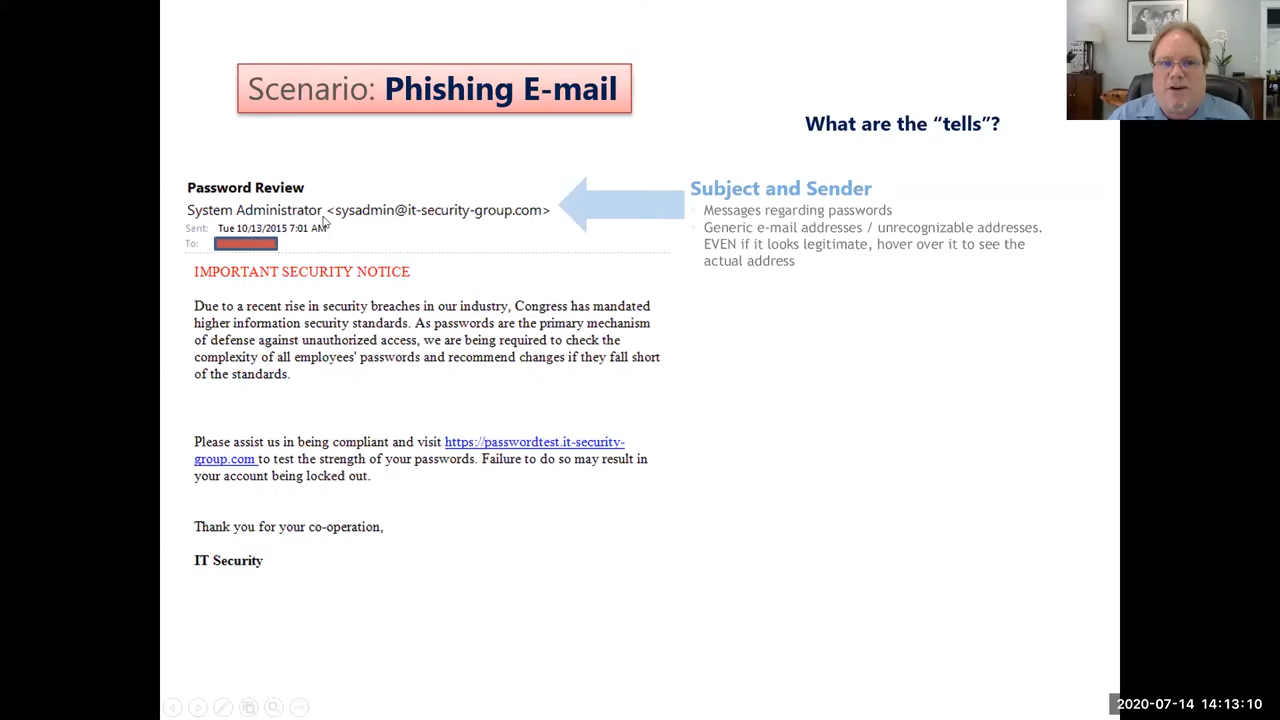 Scenario: Phishing E-mail
What are the “tells”?
Password Review
System Administrator <sysadmin@it-security-group.com>
Sent: Tue 10/13/2015 7:01 AM
To:
Subject and Sender
Messages regarding passwords
Generic e-mail addresses / unrecognizable addresses.
EVEN if it looks legitimate, hover over it to see the
actual address
IMPORTANT SECURITY NOTICE
Due to a recent rise in security breaches in our industry, Congress has mandated
higher information security standards. As passwords are the primary mechanism
of defense against unauthorized access, we are being required to check the
complexity of all employees' passwords and recommend changes if they fall short
of the standards.
Please assist us in being compliant and visit https://passwordtest.it-security-
group.com to test the strength of your passwords. Failure to do so may result in
your account being locked out.
Thank you for your co-operation,
IT Security
2020-07-14 14:13:10